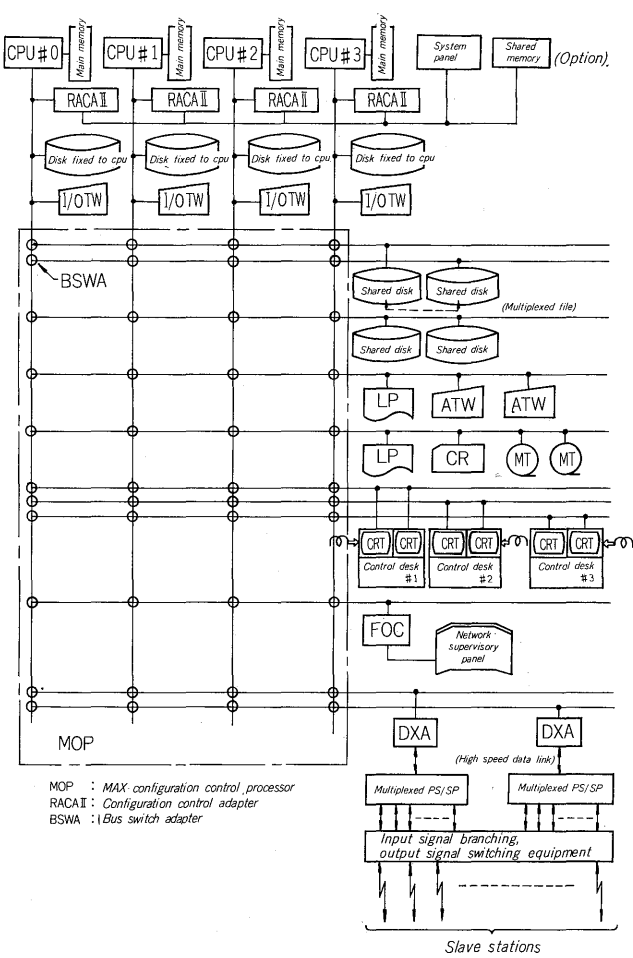 CPU#0
Main memory
CPU#1
Main memory
CPU#2
Main memory
CPU#3
Main memory
System
panel
Shared
memory
(Option).
RACAⅡ
RACAⅡ
RACAⅡ
RACAⅡ
Disk fixed to cpu
Disk fixed to cpu
Disk fixed to cpu
Disk fixed to cpu
I/OTW
I/OTW
I/OTW
I/OTW
BSWA
Shared disk
Shared disk
(Multiplexed file)
Shared disk
Shared disk
LP
ATW
ATW
LP
CR
MT
MT
CRT
CRT
CRT
CRT
CRT
CRT
Control desk
#1
Control desk
#2
Control desk
#3
FOC
Network
supervisory
panel
DXA
DXA
MOP
(High speed data link)
Multiplexed PS/SP
Multiplexed PS/SP
MOP : MAX configuration control processor
RACAⅡ: Configuration control adapter
BSWA : Bus switch adapter
Input signal branching,
output signal switching equipment
Slave stations